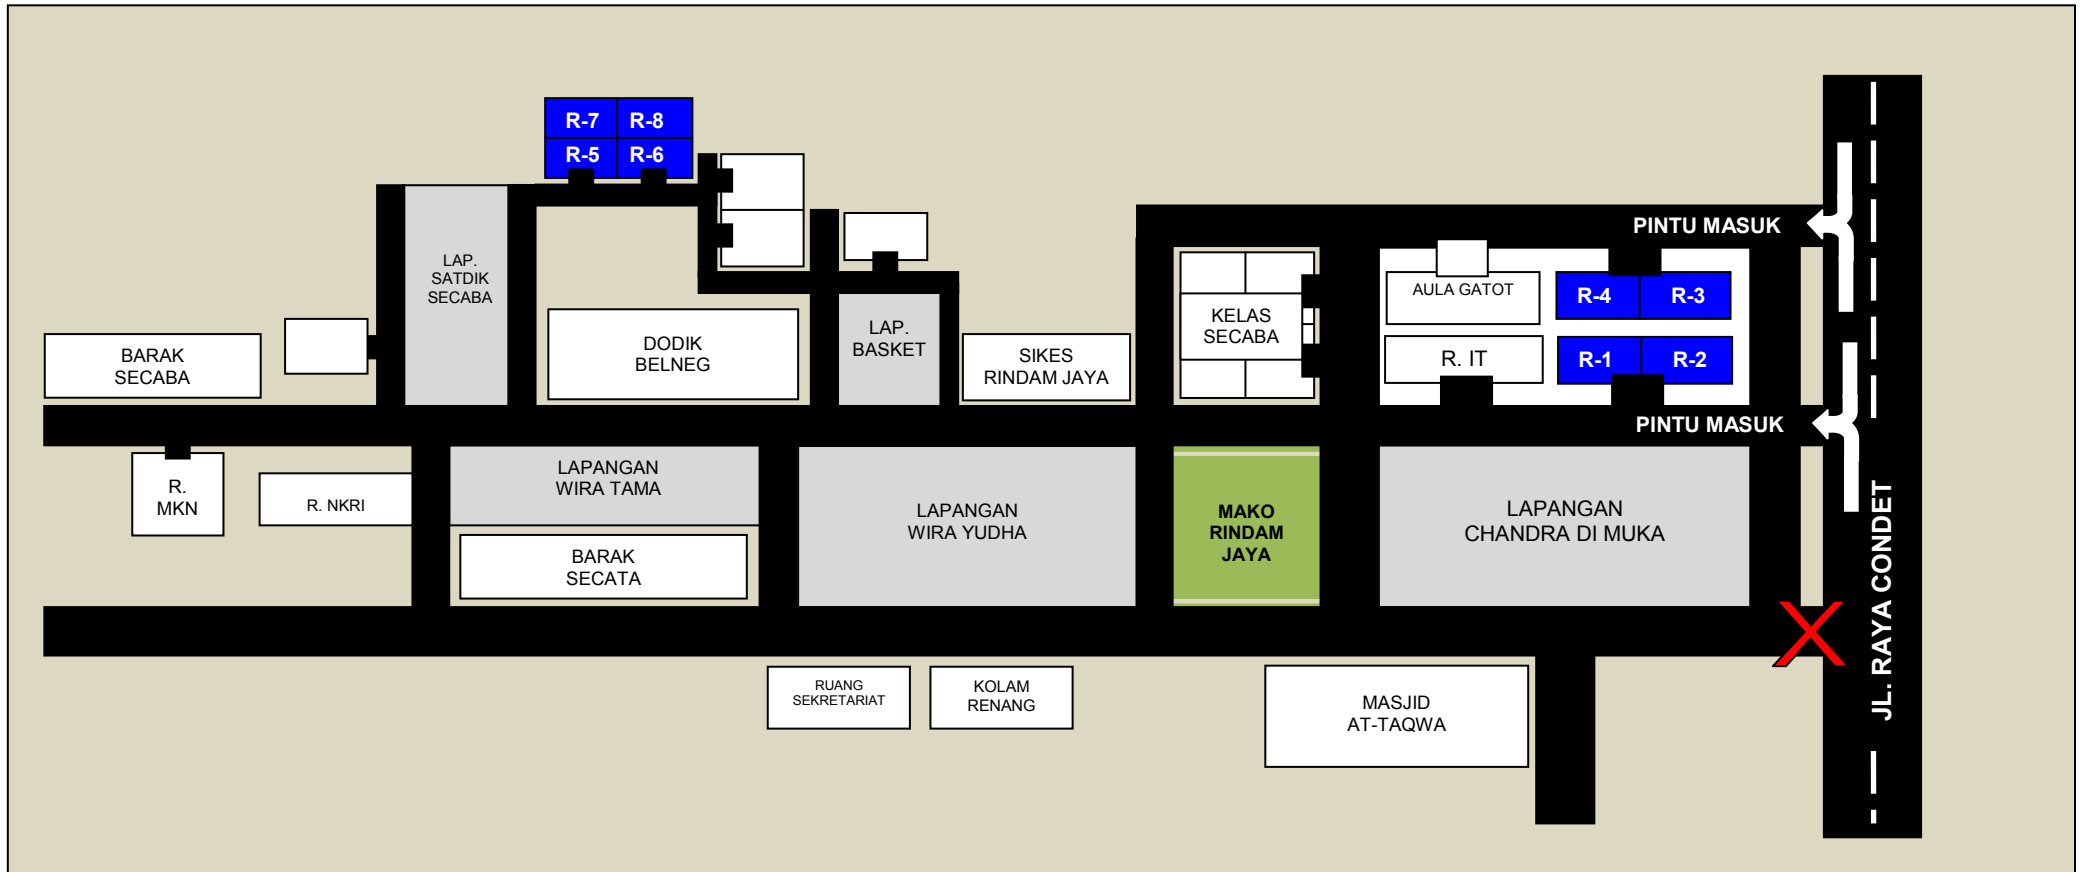 R-7 R-8
R-5 R-6
PINTU MASUK
LAP.
SATDIK
SECABA
AULA GATOT
R-4 R-3
KELAS
SECABA
LAP.
BASKET
DODIK
BELNEG
BARAK
SECABA
SIKES
RINDAM JAYA
R. IT
R-1 R-2
PINTU MASUK
R.
MKN
R. NKRI
LAPANGAN
WIRA TAMA
BARAK
SECATA
LAPANGAN
WIRA YUDHA
MAKO
RINDAM
JAYA
LAPANGAN
CHANDRA DI MUKA
JL. RAYA CONDET
RUANG
SEKRETARIAT
KOLAM
RENANG
MASJID
AT-TAQWA